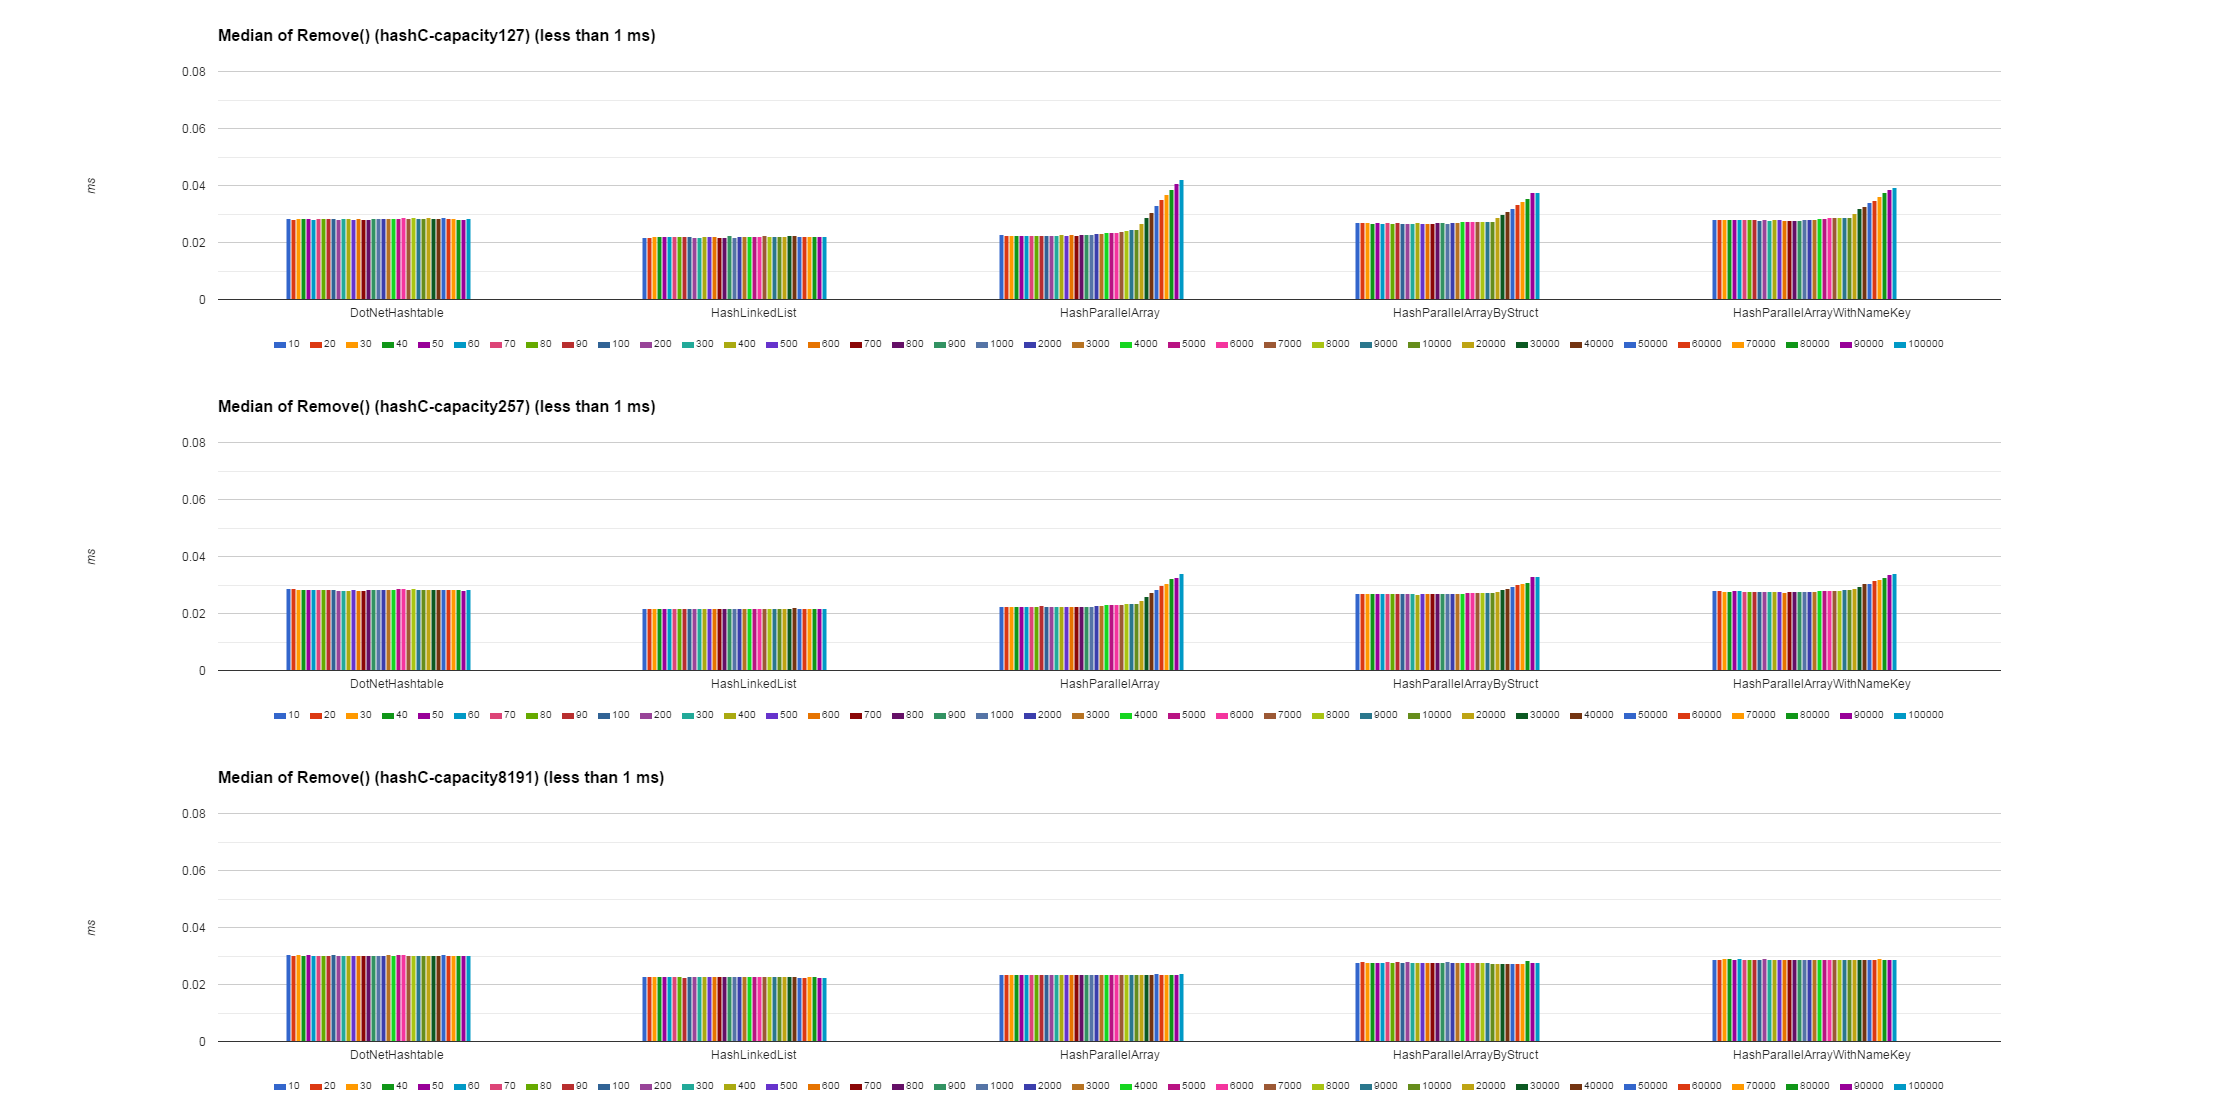 Median of Remove() (hashC-capacity127) (less than 1 ms)
0.08
0.06
ms
0.04
0.02
0
DotNetHashtable HashLinkedList HashParallelArray HashParallelArrayByStruct HashParallelArrayWithNameKey
10 20 30 40 50 60 70 80 90 100 200 300 400 500 600 700 800 900 1000 2000 3000 4000 5000 6000 7000 8000 9000 10000 20000 30000 40000 50000 60000 70000 80000 90000 100000
Median of Remove() (hashC-capacity257) (less than 1 ms)
0.08
0.06
ms
0.04
0.02
0
DotNetHashtable HashLinkedList HashParallelArray HashParallelArrayByStruct HashParallelArrayWithNameKey
10 20 30 40 50 60 70 80 90 100 200 300 400 500 600 700 800 900 1000 2000 3000 4000 5000 6000 7000 8000 9000 10000 20000 30000 40000 50000 60000 70000 80000 90000 100000
Median of Remove() (hashC-capacity8191) (less than 1 ms)
0.08
0.06
ms
0.04
0.02
0
DotNetHashtable HashLinkedList HashParallelArray HashParallelArrayByStruct HashParallelArrayWithNameKey
10 20 30 40 50 60 70 80 90 100 200 300 400 500 600 700 800 900 1000 2000 3000 4000 5000 6000 7000 8000 9000 10000 20000 30000 40000 50000 60000 70000 80000 90000 100000